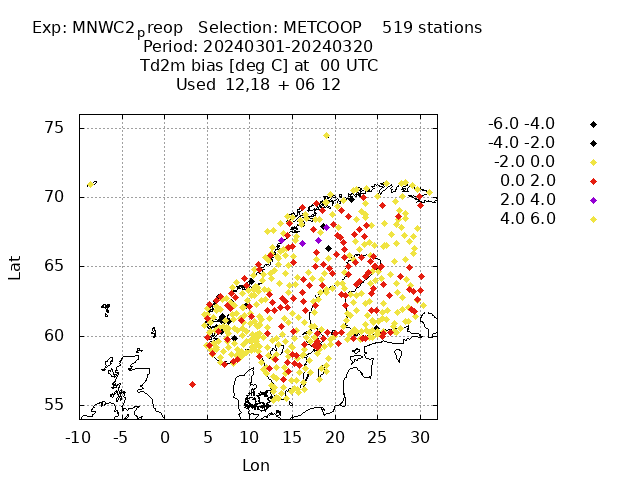 Exp: MNWC2preop Selection: METCOOP 519 stations
Period: 20240301-20240320
Td2m bias [deg C] at 00 UTC
Used 12,18 + 06 12
-6.0 -4.0
-4.0 -2.0
-2.0 0.0
0.0 2.0
2.0 4.0
4.0 6.0
75
70
65
60
55
Lat
-10 -5 0 5 10 15 20 25 30
Lon